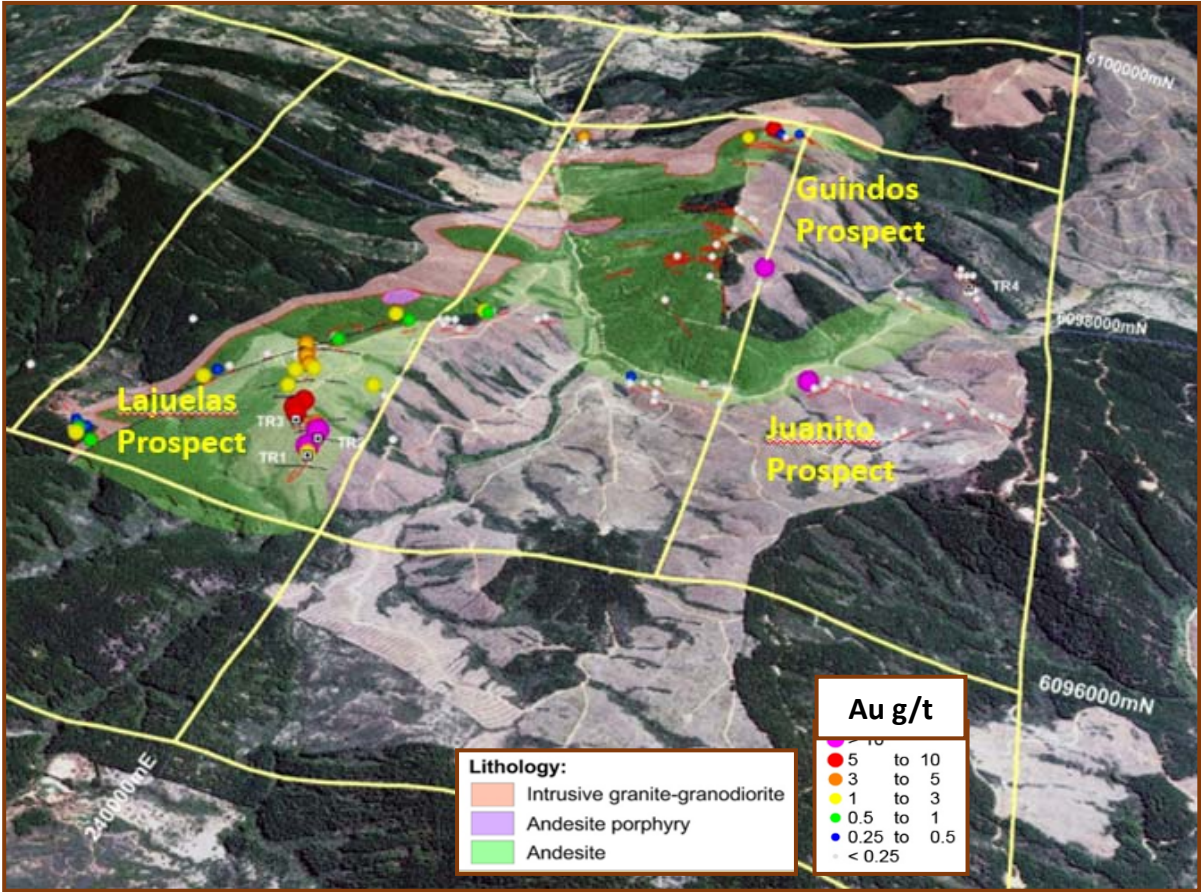 6100000mN
Guindos
Prospect
TR4
6098000mN
Lajuelas
Prospect
TR3
TR
TR1
Juanito
Prospect
6096000mN
240000mE
Lithology:
Intrusive granite-granodiorite
Andesite porphyry
Andesite
Au g/t
> 10
5 to 10
3 to 5
1 to 3
0.5 to 1
0.25 to 0.5
< 0.25